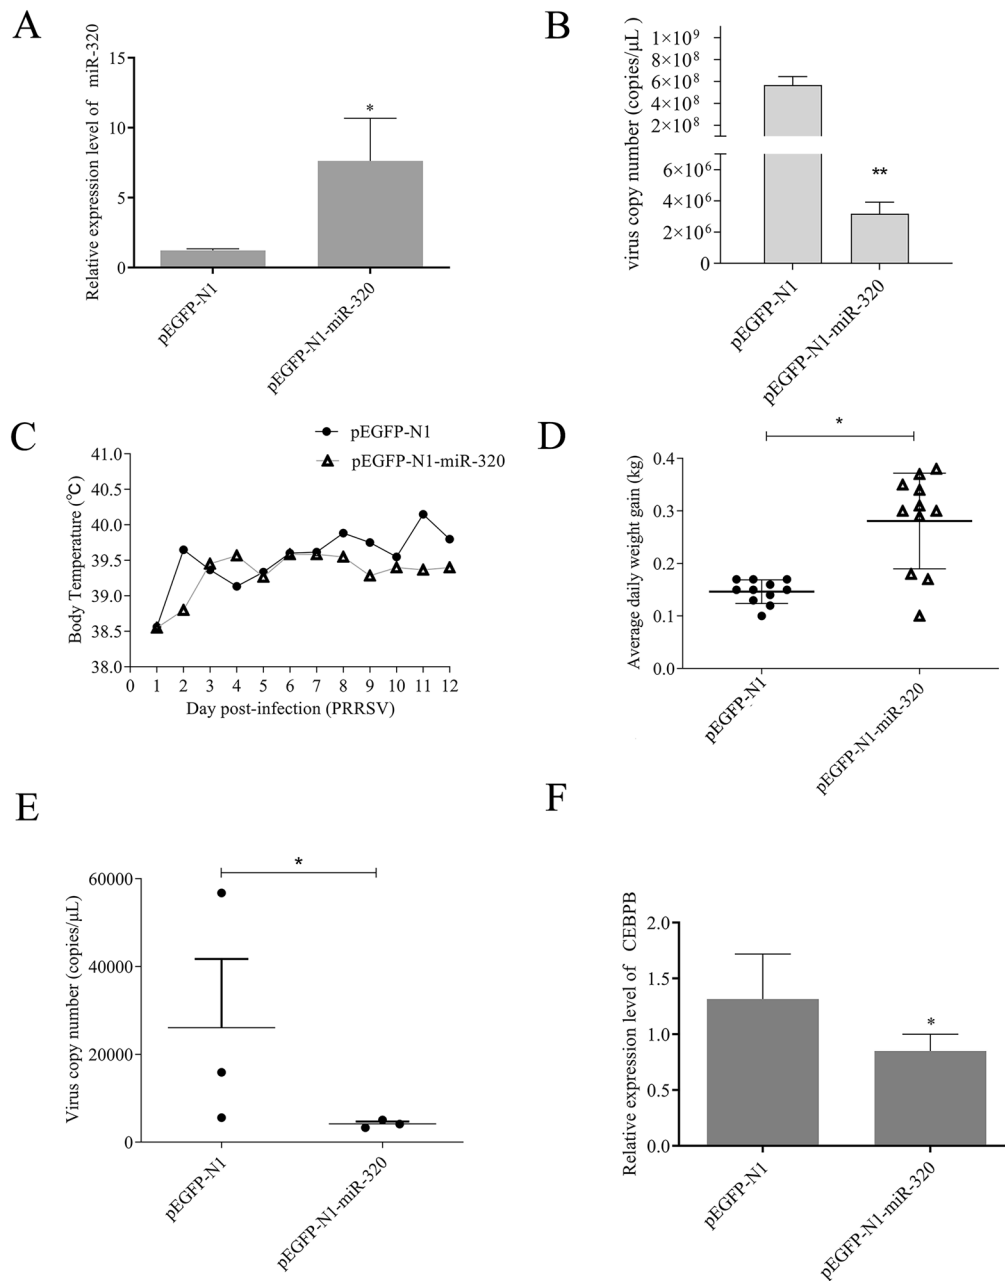 A
Relative expression level of miR-320
15
10
5
0
*
pEGFP-N1
pEGFP-N1-miR-320
B
virus copy number (copies/μL )
1×10⁹
8×10⁸
6×10⁸
4×10⁸
2×10⁸
6×10⁶
4×10⁶
2×10⁶
0
**
pEGFP-N1
pEGFP-N1-miR-320
C
pEGFP-N1
pEGFP-N1-miR-320
Body Temperature (℃)
41.0
40.5
40.0
39.5
39.0
38.5
38.0
0 1 2 3 4 5 6 7 8 9 10 11 12
Day post-infection (PRRSV)
D
*
Average daily weight gain (kg)
0.4
0.3
0.2
0.1
0.0
pEGFP-N1
pEGFP-N1-miR-320
E
*
Virus copy number (copies/μL)
60000
40000
20000
0
pEGFP-N1
pEGFP-N1-miR-320
F
Relative expression level of CEBPB
2.0
1.5
1.0
0.5
0.0
*
pEGFP-N1
pEGFP-N1-miR-320